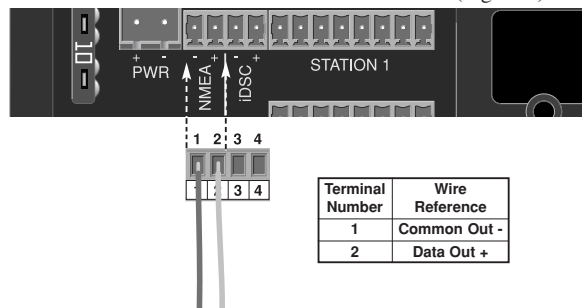 10
+ - - + - +
PWR NMEA iDSC STATION 1
1 2 3 4
1 2 3 4
Terminal Number Wire Reference
1 Common Out -
2 Data Out +